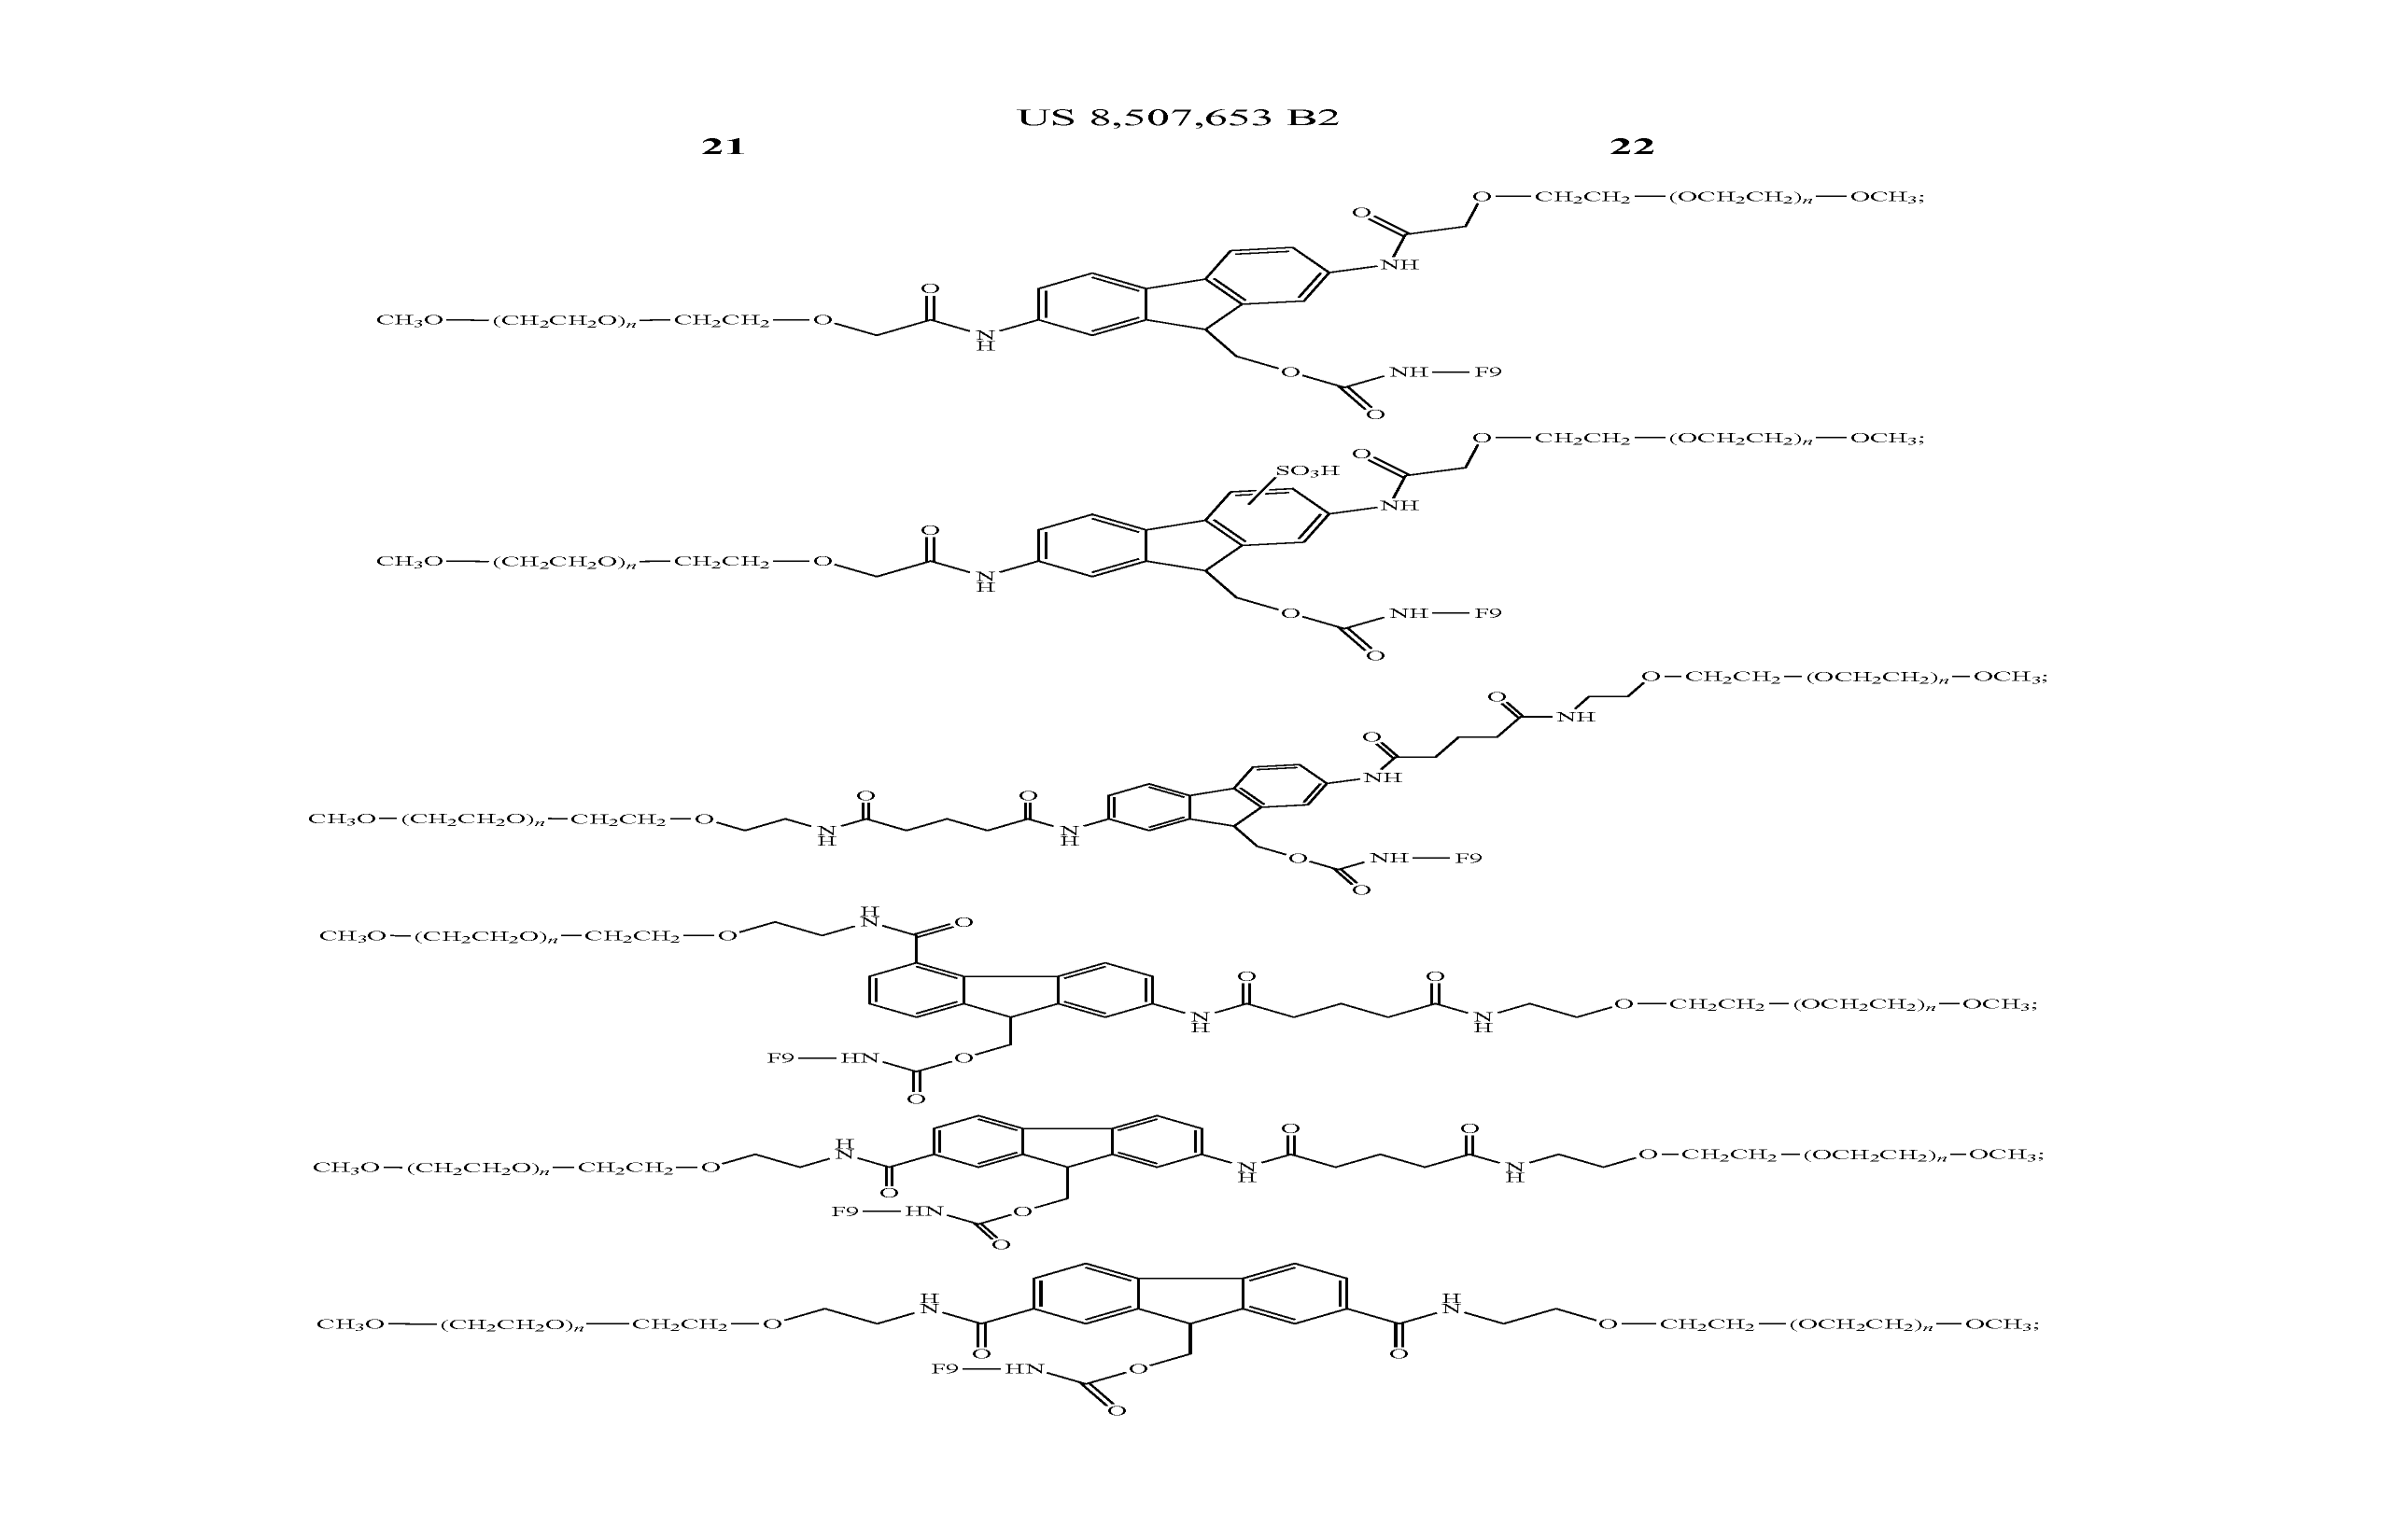 US 8,507,653 B2
21 22
O—CH₂CH₂—(OCH₂CH₂)ₙ—OCH₃;
O
NH
O
CH₃O—(CH₂CH₂O)ₙ—CH₂CH₂—O
N
H
O NH—F9
O
O—CH₂CH₂—(OCH₂CH₂)ₙ—OCH₃;
O
SO₃H
NH
O
CH₃O—(CH₂CH₂O)ₙ—CH₂CH₂—O
N
H
O NH—F9
O
O—CH₂CH₂—(OCH₂CH₂)ₙ—OCH₃;
O
NH
O
NH
O O
CH₃O—(CH₂CH₂O)ₙ—CH₂CH₂—O
N N
H H
O NH—F9
O
H
N O
CH₃O—(CH₂CH₂O)ₙ—CH₂CH₂—O
O O
O—CH₂CH₂—(OCH₂CH₂)ₙ—OCH₃;
N N
H H
F9—HN O
O
O O
H
N
O—CH₂CH₂—(OCH₂CH₂)ₙ—OCH₃;
CH₃O—(CH₂CH₂O)ₙ—CH₂CH₂—O
N N
H H
O
F9—HN O
O
H H
N N
CH₃O—(CH₂CH₂O)ₙ—CH₂CH₂—O O—CH₂CH₂—(OCH₂CH₂)ₙ—OCH₃;
O O
F9—HN O
O